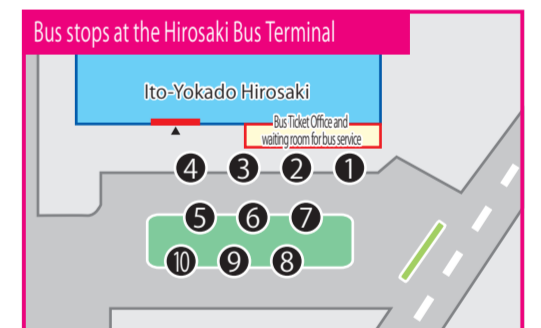 Bus stops at the Hirosaki Bus Terminal
Ito-Yokado Hirosaki
Bus Ticket Office and
waiting room for bus service
4 3 2 1
5 6 7
10 9 8